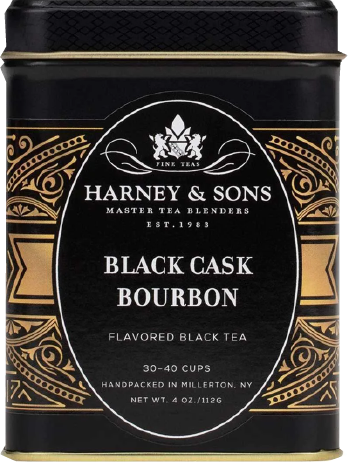 FINE TEAS
HARNEY & SONS
MASTER TEA BLENDERS
EST. 1983
BLACK CASK
BOURBON
FLAVORED BLACK TEA
30-40 CUPS
HANDPACKED IN MILLERTON, NY
NET WT. 4 OZ./112G